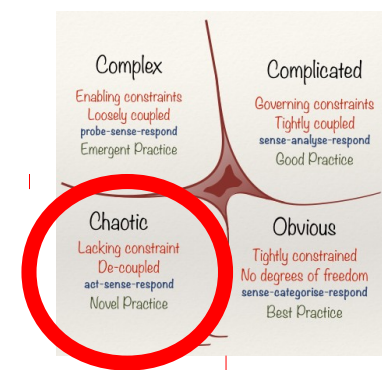 Complex
Enabling constraints
Loosely coupled
probe-sense-respond
Emergent Practice
Complicated
Governing constraints
Tightly coupled
sense-analyse-respond
Good Practice
Chaotic
Lacking constraint
De-coupled
act-sense-respond
Novel Practice
Obvious
Tightly constrained
No degrees of freedom
sense-categorise-respond
Best Practice